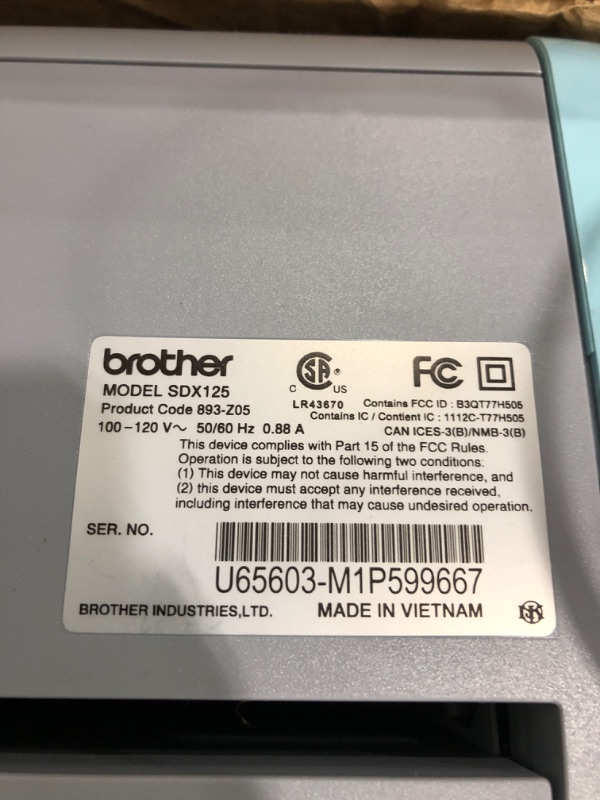 brother
MODEL SDX125
Product Code 893-Z05
100-120 V~ 50/60 Hz 0.88 A
C SA ® US
LR43670
FC
Contains FCC ID : B3QT77H505
Contains IC / Contient IC : 1112C-T77H505
CAN ICES-3(B)/NMB-3(B)
This device complies with Part 15 of the FCC Rules.
Operation is subject to the following two conditions:
(1) This device may not cause harmful interference, and
(2) this device must accept any interference received,
including interference that may cause undesired operation.
SER. NO.
U65603-M1P599667
BROTHER INDUSTRIES,LTD. MADE IN VIETNAM